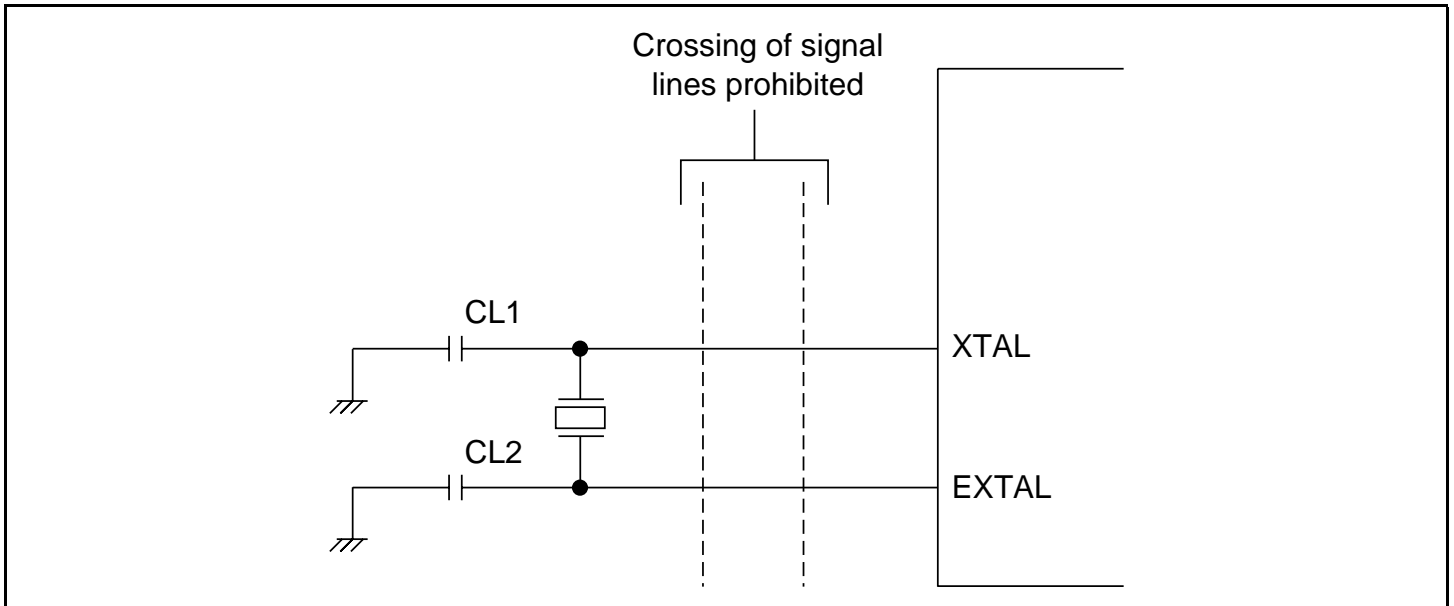 Crossing of signal
lines prohibited
CL1
XTAL
CL2
EXTAL